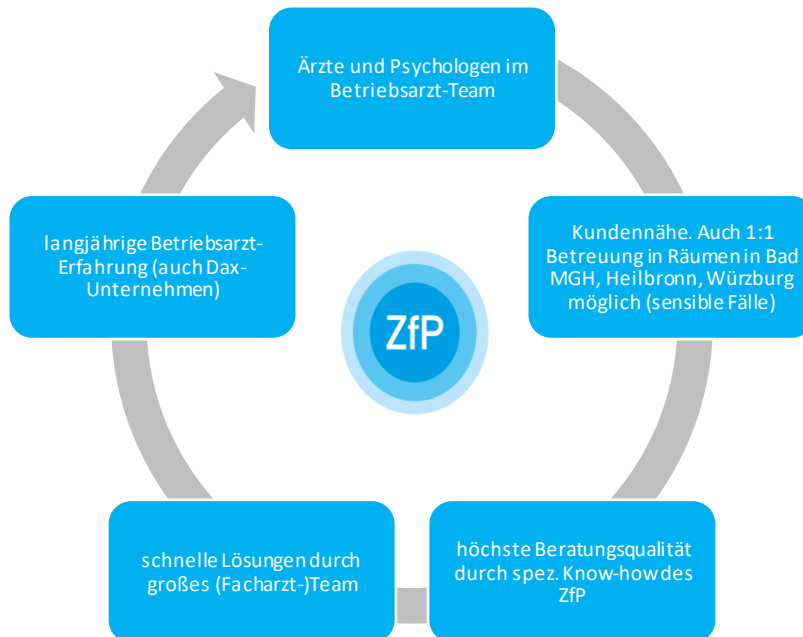 Ärzte und Psychologen im
Betriebsarzt-Team
Kundennähe. Auch 1:1
Betreuung in Räumen in Bad
MGH, Heilbronn, Würzburg
möglich (sensible Fälle)
höchste Beratungsqualität
durch spez. Know-how des
ZfP
schnelle Lösungen durch
großes (Facharzt-)Team
langjährige Betriebsarzt-
Erfahrung (auch Dax-
Unternehmen)
ZfP